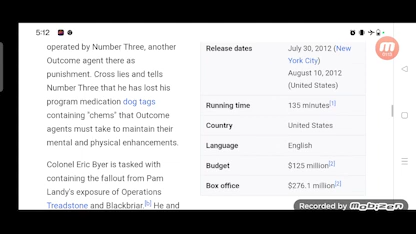 5:12
operated by Number Three, another
Outcome agent there as
punishment. Cross lies and tells
Number Three that he has lost his
program medication dog tags
containing "chems" that Outcome
agents must take to maintain their
mental and physical enhancements.
Colonel Eric Byer is tasked with
containing the fallout from Pam
Landy's exposure of Operations
Treadstone and Blackbriar.[b] He and
Release dates
July 30, 2012 (New
York City)
August 10, 2012
(United States)
Running time
135 minutes[1]
Country
United States
Language
English
Budget
$125 million[2]
Box office
$276.1 million[2]
Recorded by MOBIZEN